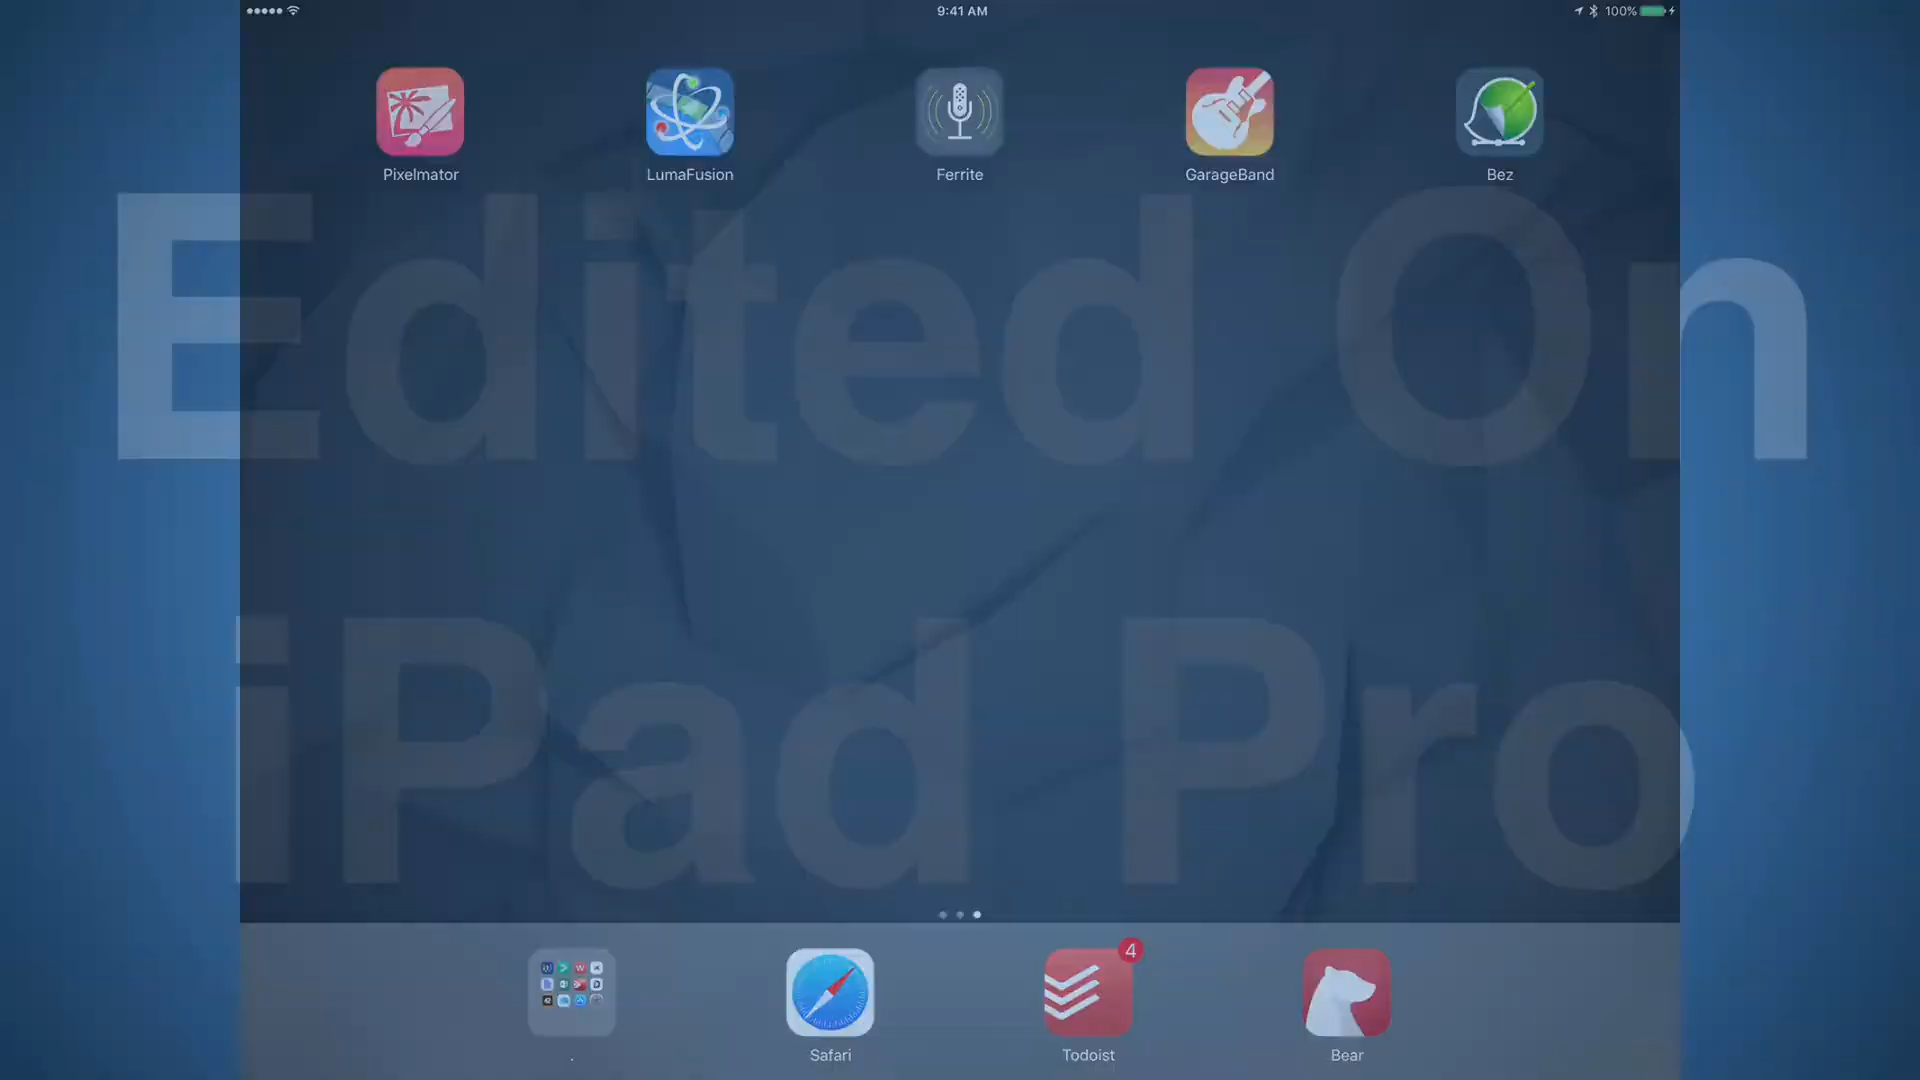 9:41 AM
100%
Pixelmator
LumaFusion
Ferrite
GarageBand
Bez
Edited On
iPad Pro
4
.
Safari
Todoist
Bear